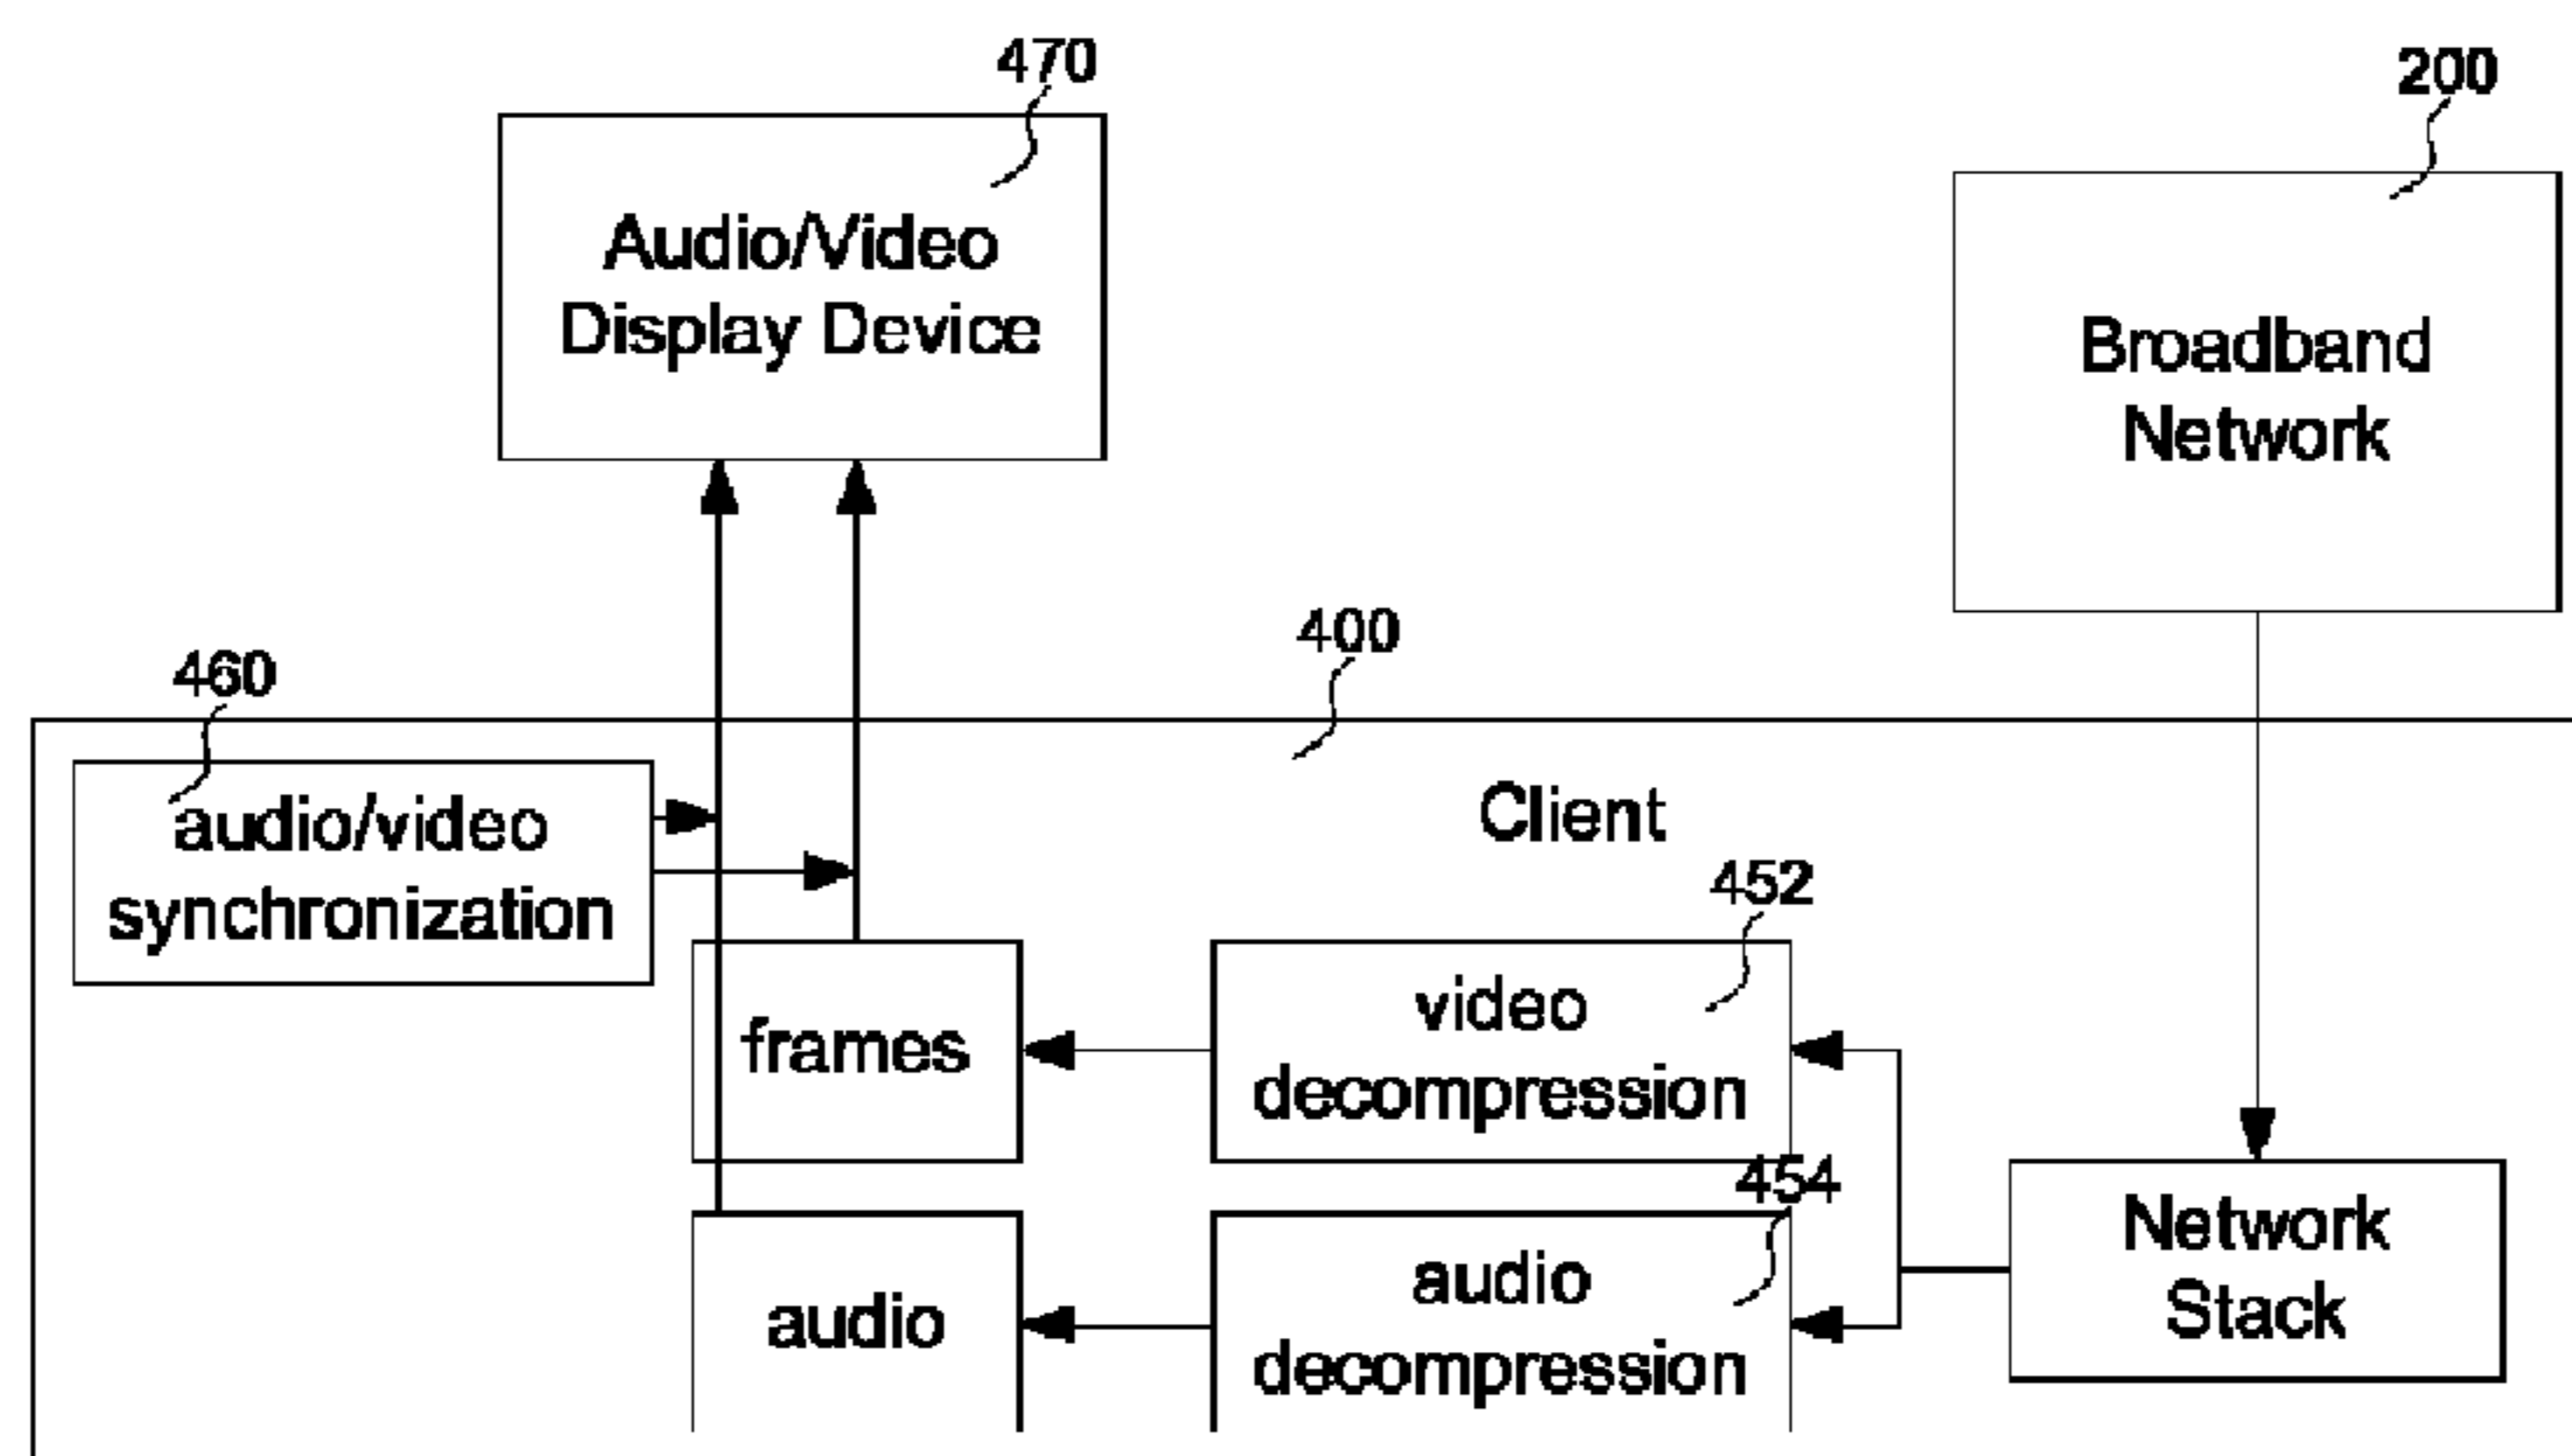 470
200
Audio/Video
Display Device
Broadband
Network
400
460
Client
audio/video
synchronization
452
frames
video
decompression
454
Network
Stack
audio
audio
decompression